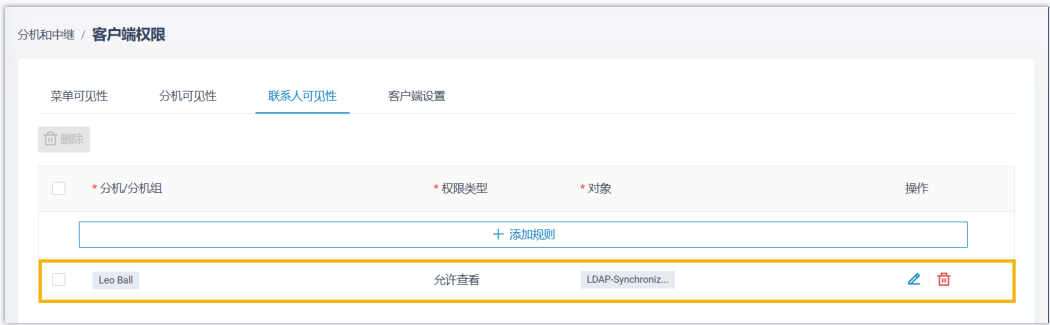 分机和中继 / 客户端权限
菜单可见性 分机可见性 联系人可见性 客户端设置
删除
* 分机/分机组 * 权限类型 * 对象 操作
+ 添加规则
Leo Ball 允许查看 LDAP-Synchroniz...